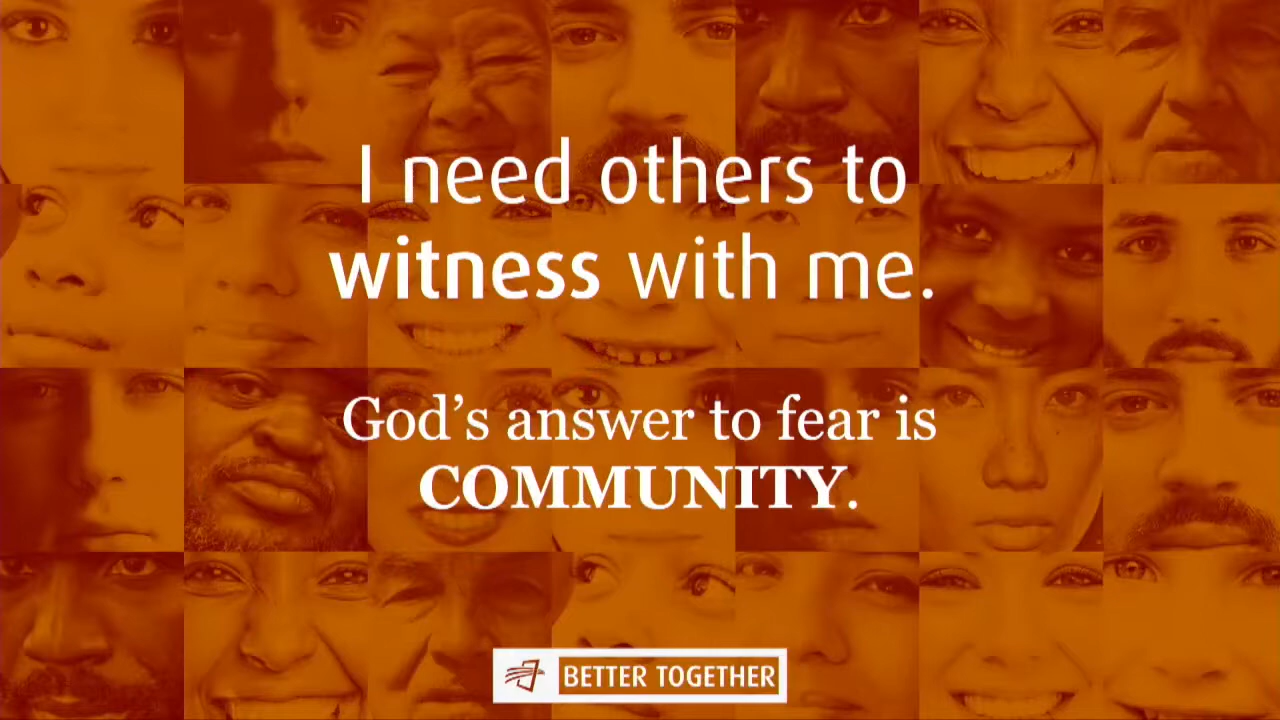 I need others to
witness with me.
God’s answer to fear is
COMMUNITY.
BETTER TOGETHER